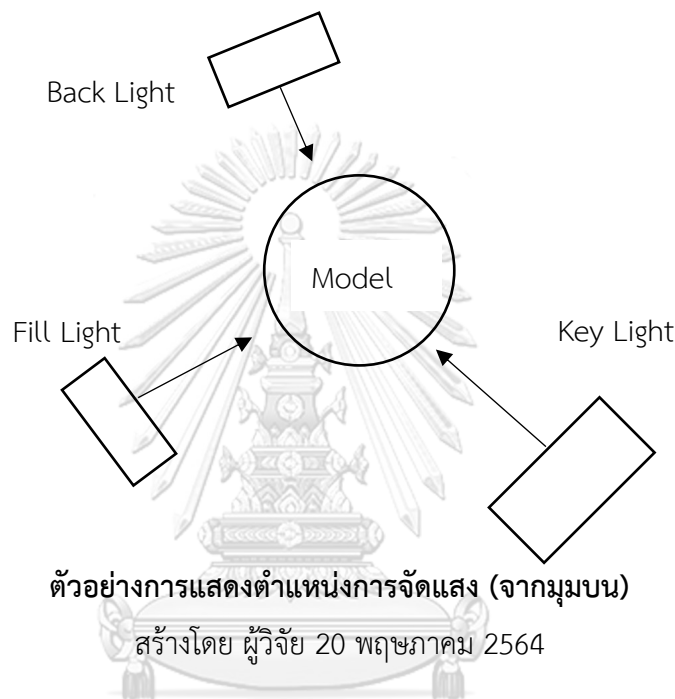 Back Light
Model
Fill Light
Key Light
ตัวอย่างการแสดงตำแหน่งการจัดแสง (จากมุมบน)
สร้างโดย ผู้วิจัย 20 พฤษภาคม 2564